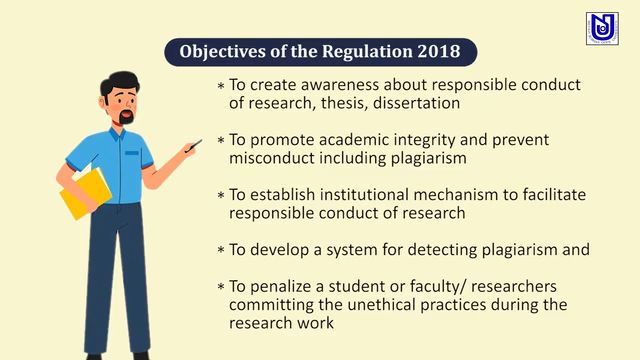 Objectives of the Regulation 2018
* To create awareness about responsible conduct
of research, thesis, dissertation
* To promote academic integrity and prevent
misconduct including plagiarism
* To establish institutional mechanism to facilitate
responsible conduct of research
* To develop a system for detecting plagiarism and
* To penalize a student or faculty/ researchers
committing the unethical practices during the
research work